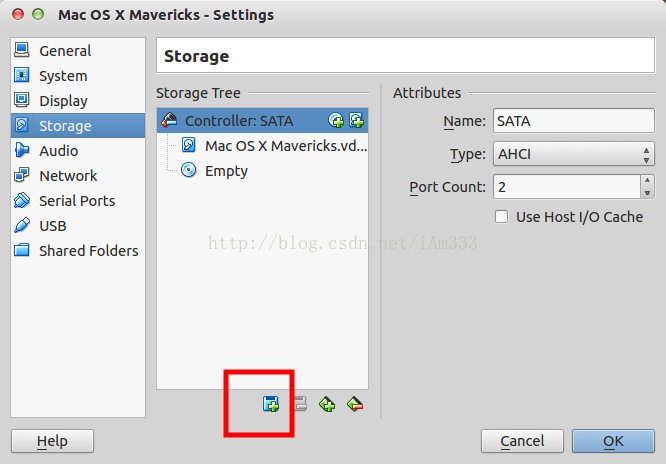 Mac OS X Mavericks - Settings
General
System
Display
Storage
Audio
Network
Serial Ports
USB
Shared Folders
Storage
Storage Tree
Controller: SATA
Mac OS X Mavericks.vd...
Empty
Attributes
Name: SATA
Type: AHCI
Port Count: 2
Use Host I/O Cache
http://blog.csdn.net/iAm333
Help
Cancel
OK